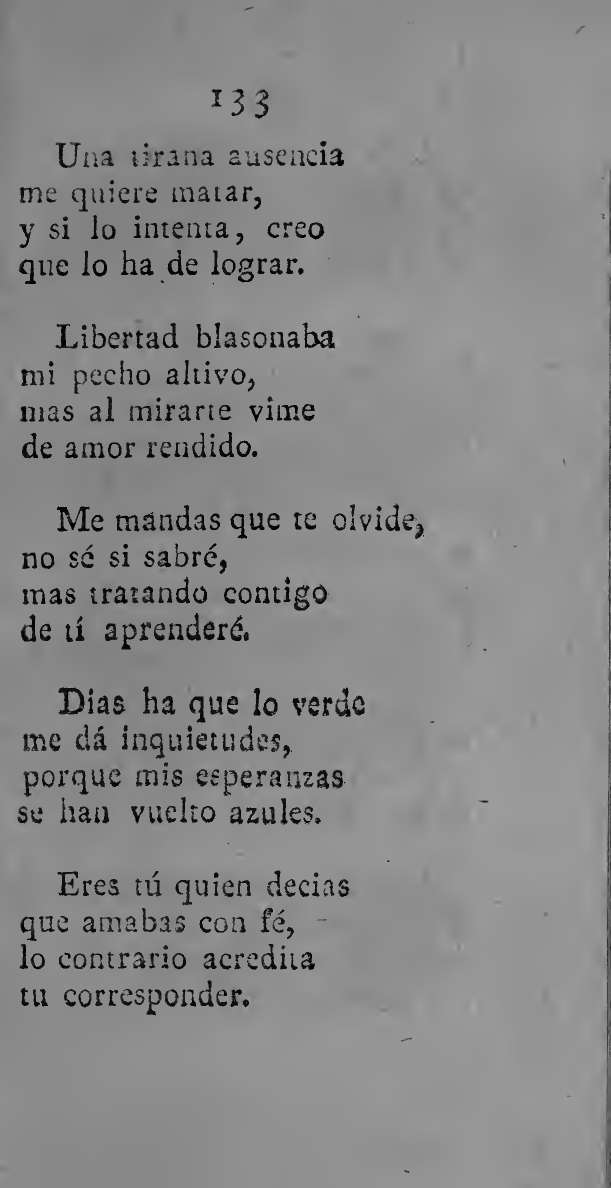 133
Una tirana ausencia
me quiere matar,
y si lo intenta, creo
que lo ha de lograr.
Libertad blasonaba
mi pecho altivo,
mas al mirarte vime
de amor rendido.
Me mandas que te olvide,
no sé si sabré,
mas tratando contigo
de tí aprenderé.
Dias ha que lo verde
me dá inquietudes,
porque mis esperanzas
se han vuelto azules.
Eres tú quien decias
que amabas con fé,
lo contrario acredita
tu corresponder.